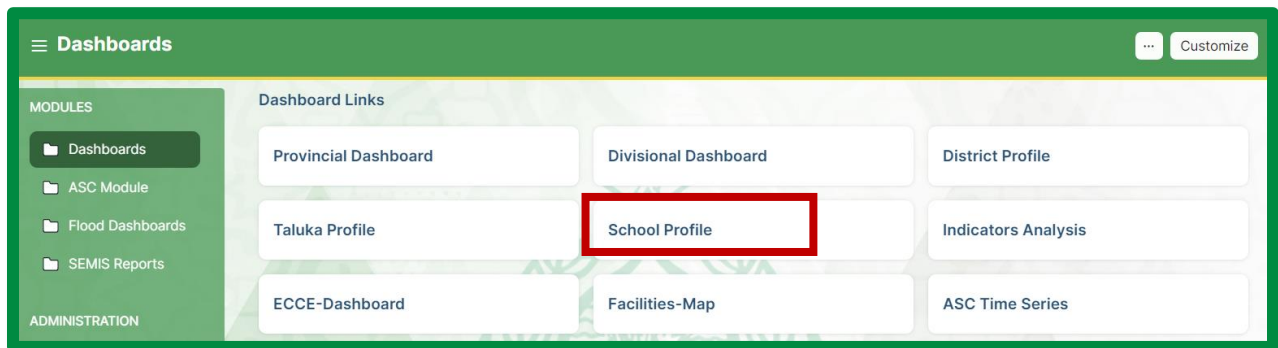 Dashboards
... Customize
MODULES
Dashboards
ASC Module
Flood Dashboards
SEMIS Reports
ADMINISTRATION
Dashboard Links
Provincial Dashboard
Divisional Dashboard
District Profile
Taluka Profile
School Profile
Indicators Analysis
ECCE-Dashboard
Facilities-Map
ASC Time Series